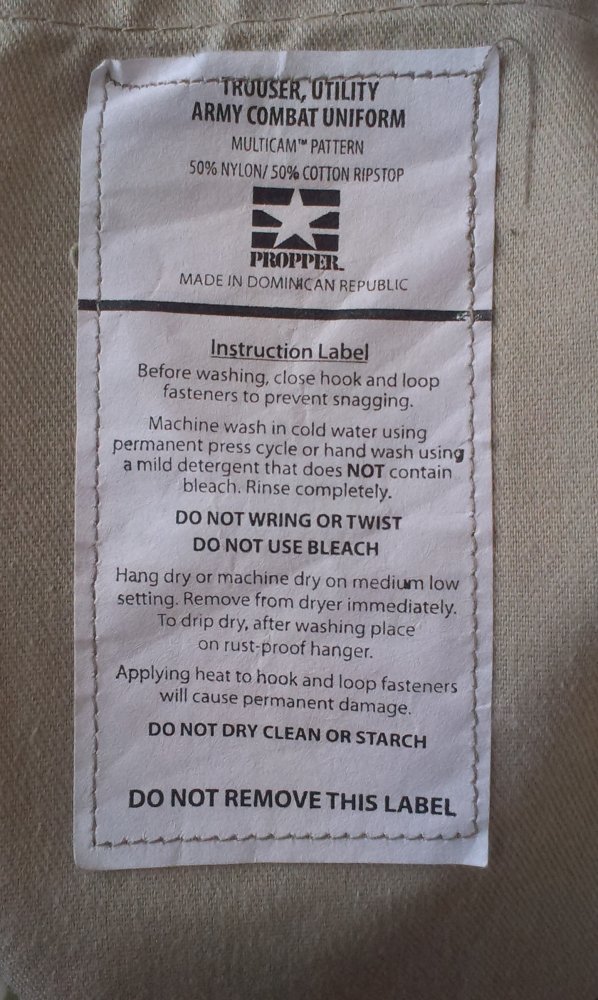 TROUSER, UTILITY
ARMY COMBAT UNIFORM
MULTICAM™ PATTERN
50% NYLON/ 50% COTTON RIPSTOP
PROPPER™
MADE IN DOMINICAN REPUBLIC
Instruction Label
Before washing, close hook and loop
fasteners to prevent snagging.
Machine wash in cold water using
permanent press cycle or hand wash using
a mild detergent that does NOT contain
bleach. Rinse completely.
DO NOT WRING OR TWIST
DO NOT USE BLEACH
Hang dry or machine dry on medium low
setting. Remove from dryer immediately.
To drip dry, after washing place
on rust-proof hanger.
Applying heat to hook and loop fasteners
will cause permanent damage.
DO NOT DRY CLEAN OR STARCH
DO NOT REMOVE THIS LABEL